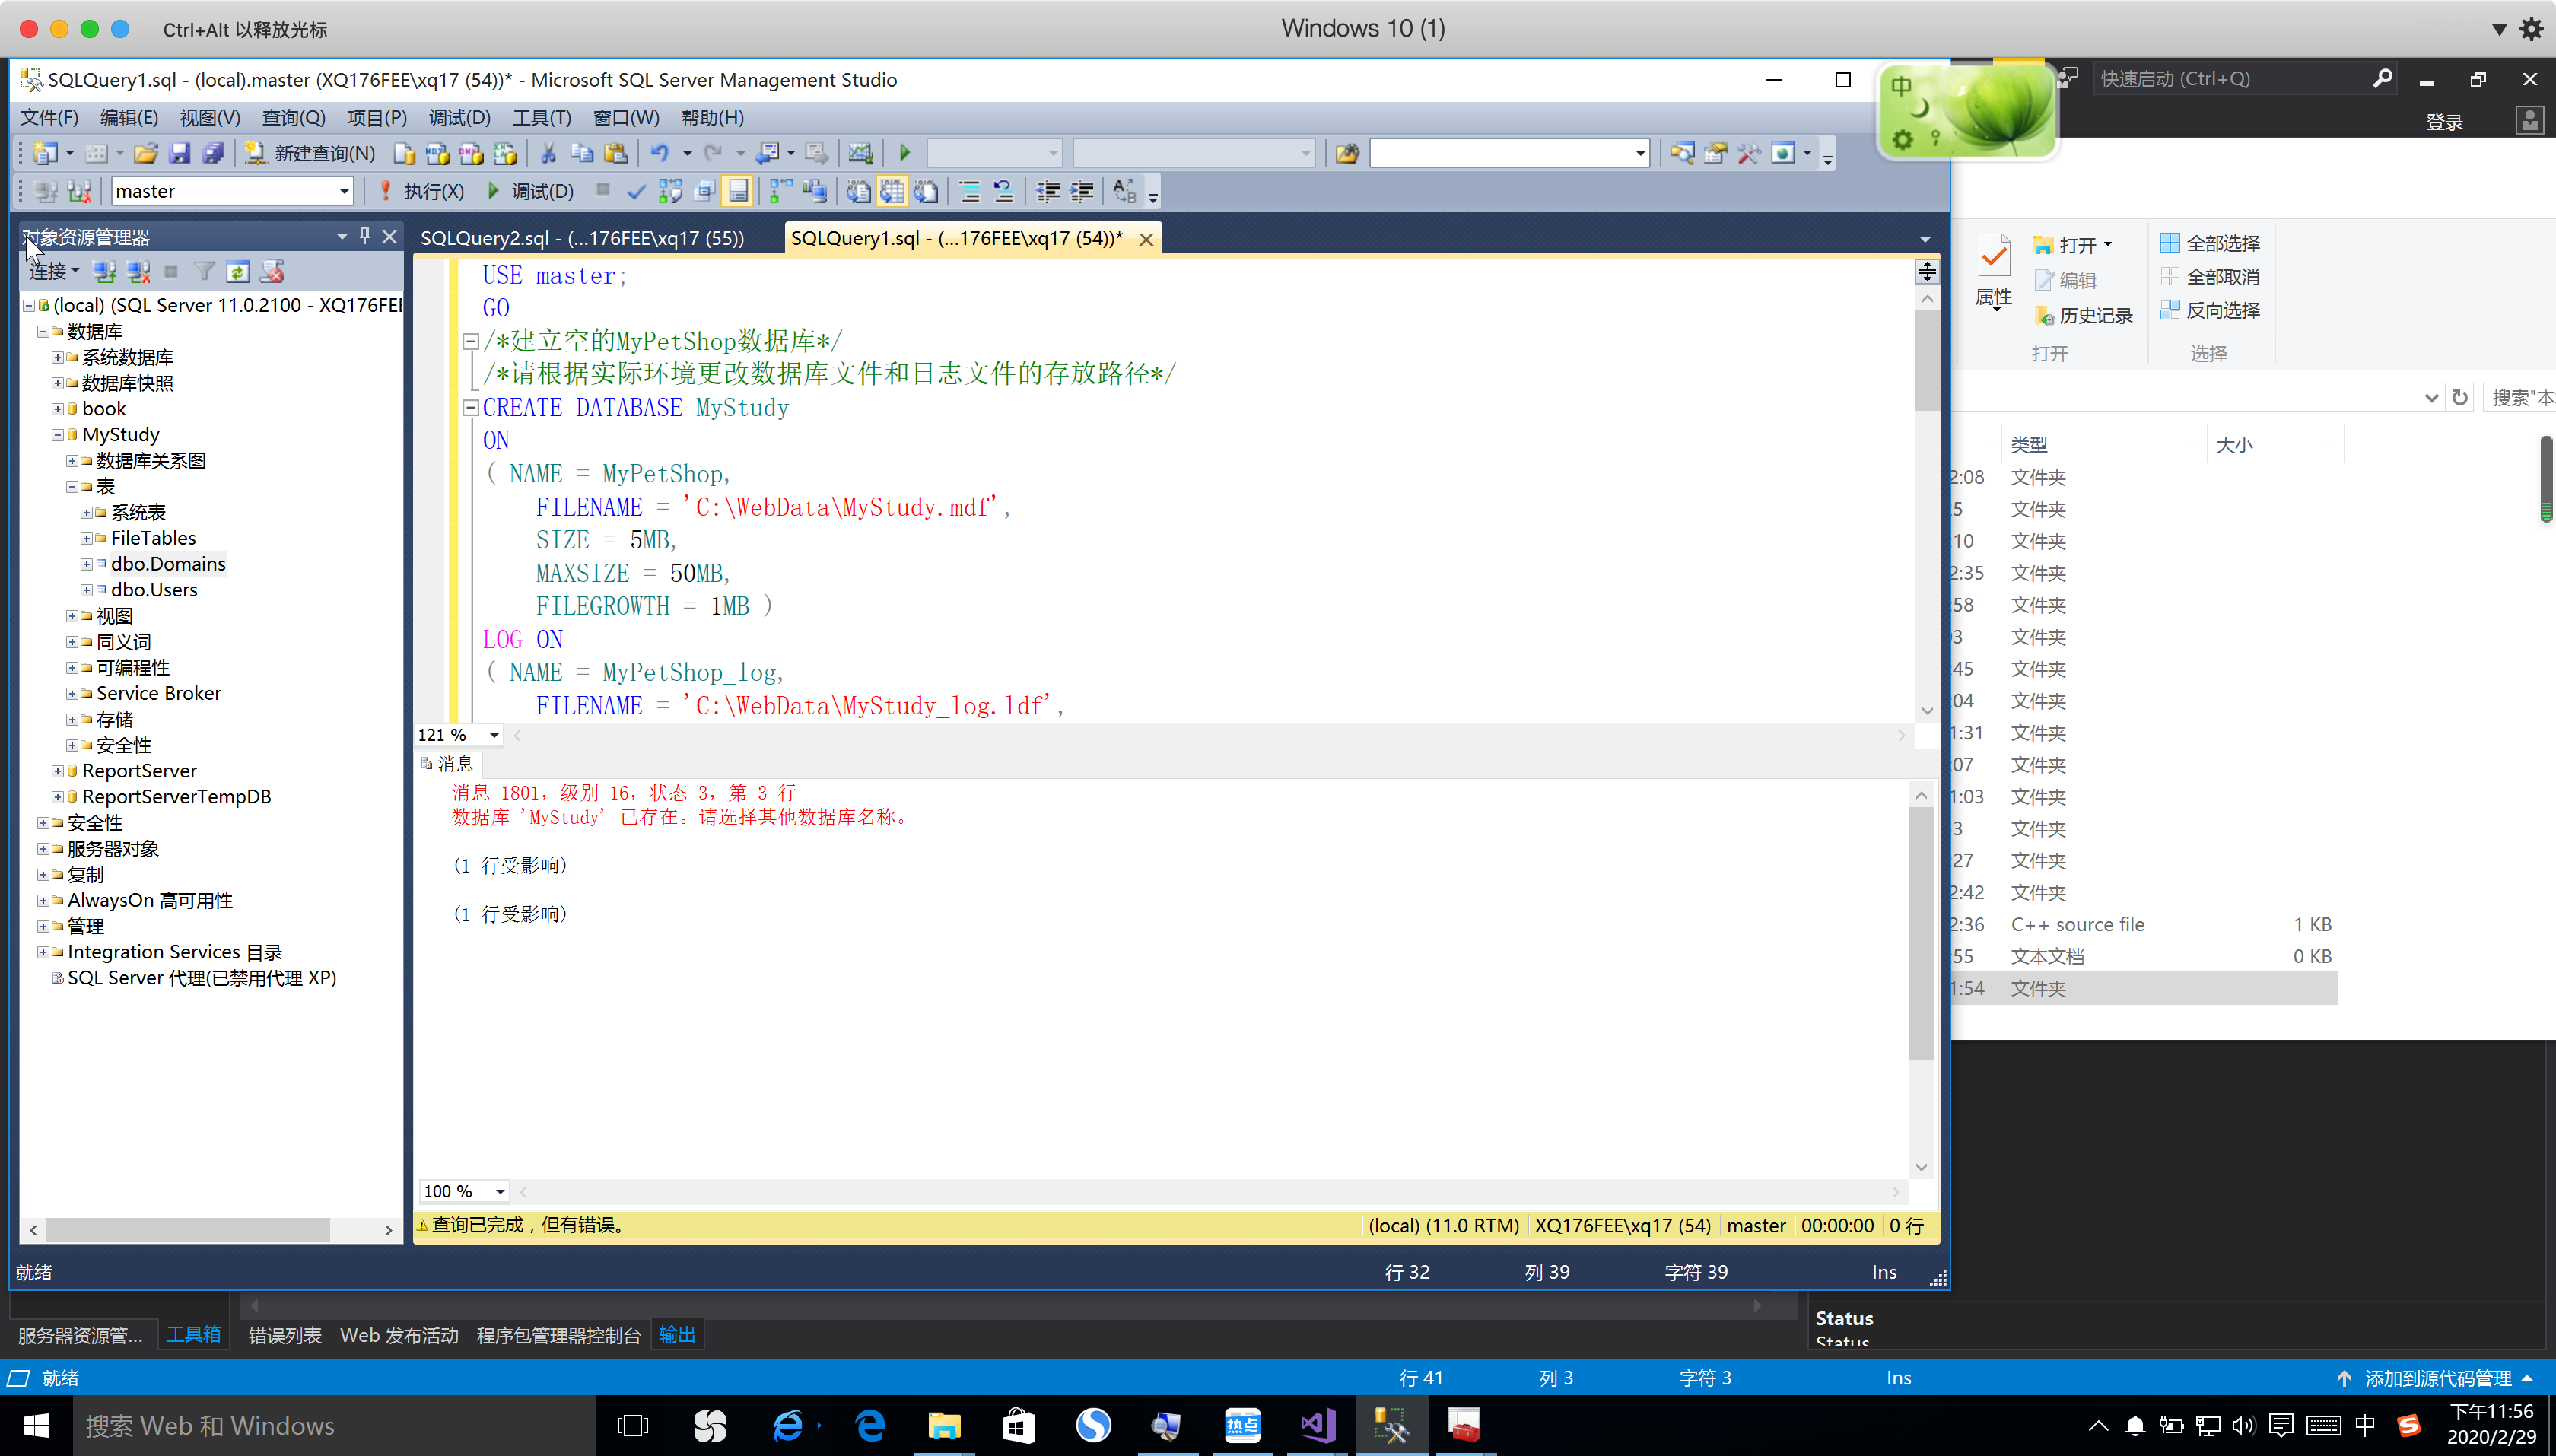 Ctrl+Alt 以释放光标
Windows 10 (1)
SQLQuery1.sql - (local).master (XQ176FEE\xq17 (54))* - Microsoft SQL Server Management Studio
中
快速启动 (Ctrl+Q)
文件(F) 编辑(E) 视图(V) 查询(Q) 项目(P) 调试(D) 工具(T) 窗口(W) 帮助(H)
登录
新建查询(N)
master
执行(X)
调试(D)
对象资源管理器
连接
(local) (SQL Server 11.0.2100 - XQ176FEE
数据库
系统数据库
数据库快照
book
MyStudy
数据库关系图
表
系统表
FileTables
dbo.Domains
dbo.Users
视图
同义词
可编程性
Service Broker
存储
安全性
ReportServer
ReportServerTempDB
安全性
服务器对象
复制
AlwaysOn 高可用性
管理
Integration Services 目录
SQL Server 代理(已禁用代理 XP)
SQLQuery2.sql - (...176FEE\xq17 (55))
SQLQuery1.sql - (...176FEE\xq17 (54))*
USE master;
GO
/*建立空的MyPetShop数据库*/
/*请根据实际环境更改数据库文件和日志文件的存放路径*/
CREATE DATABASE MyStudy
ON
( NAME = MyPetShop,
FILENAME = 'C:\WebData\MyStudy.mdf',
SIZE = 5MB,
MAXSIZE = 50MB,
FILEGROWTH = 1MB )
LOG ON
( NAME = MyPetShop_log,
FILENAME = 'C:\WebData\MyStudy_log.ldf',
121 %
消息
消息 1801，级别 16，状态 3，第 3 行
数据库 'MyStudy' 已存在。请选择其他数据库名称。
(1 行受影响)
(1 行受影响)
100 %
查询已完成，但有错误。
(local) (11.0 RTM) XQ176FEE\xq17 (54) master 00:00:00 0 行
就绪
行 32 列 39 字符 39 Ins
属性
打开
编辑
历史记录
打开
全部选择
全部取消
反向选择
选择
搜索"本
类型 大小
2:08 文件夹
5 文件夹
10 文件夹
2:35 文件夹
58 文件夹
3 文件夹
45 文件夹
04 文件夹
1:31 文件夹
07 文件夹
1:03 文件夹
3 文件夹
27 文件夹
2:42 文件夹
2:36 C++ source file 1 KB
55 文本文档 0 KB
1:54 文件夹
服务器资源管... 工具箱 错误列表 Web 发布活动 程序包管理器控制台 输出
Status
Status
就绪
行 41 列 3 字符 3 Ins
添加到源代码管理
搜索 Web 和 Windows
热点
中
下午11:56
2020/2/29